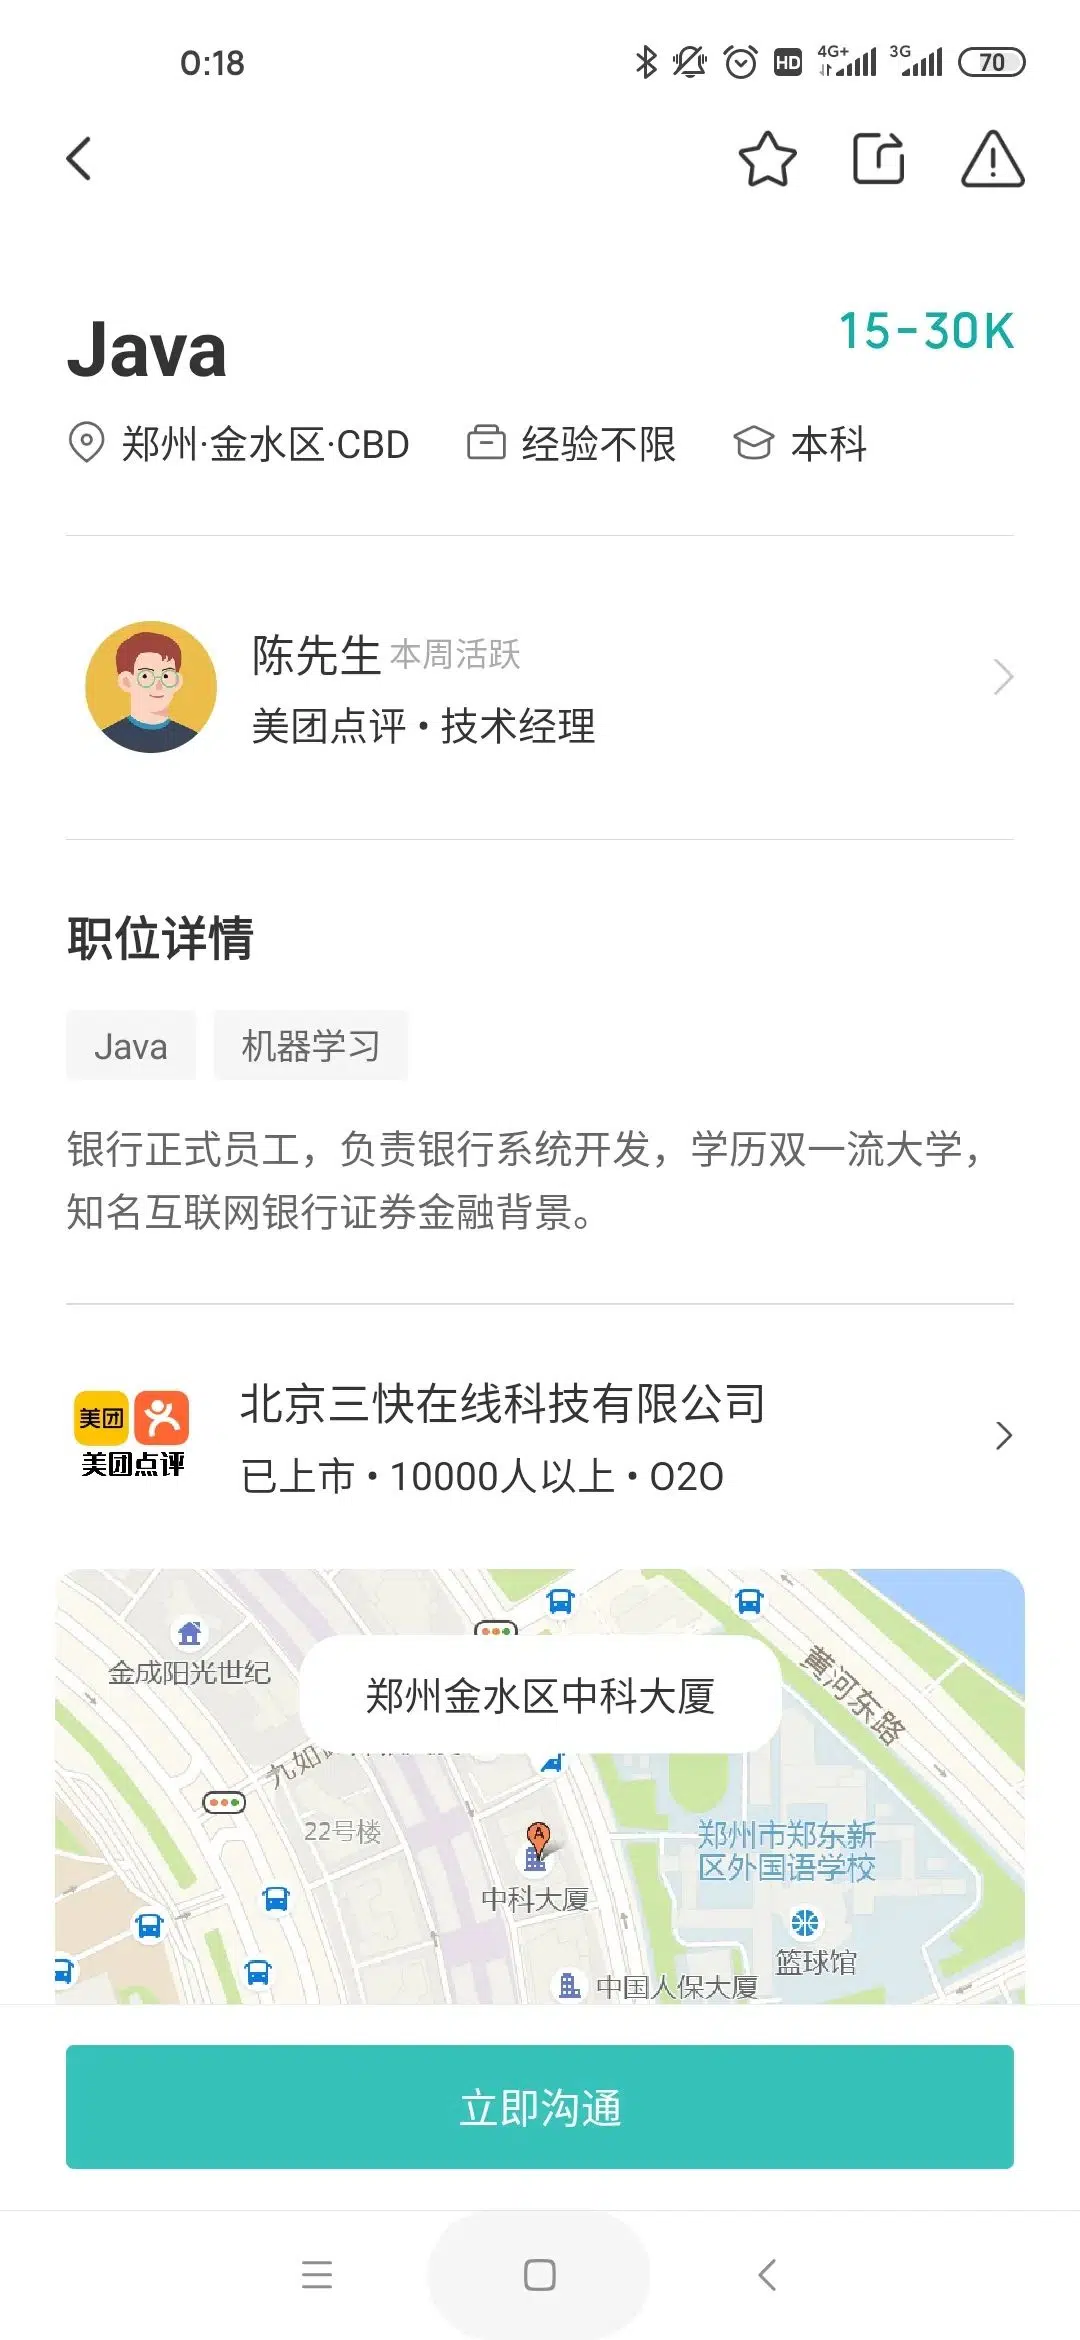 0:18
HD
4G+
3G
70
Java
15-30K
郑州·金水区·CBD
经验不限
本科
陈先生 本周活跃
美团点评 • 技术经理
职位详情
Java
机器学习
银行正式员工，负责银行系统开发，学历双一流大学，
知名互联网银行证券金融背景。
美团
美团点评
北京三快在线科技有限公司
已上市 • 10000人以上 • O2O
金成阳光世纪
郑州金水区中科大厦
黄河东路
九如
22号楼
A
郑州市郑东新
区外国语学校
中科大厦
篮球馆
中国人保大厦
立即沟通